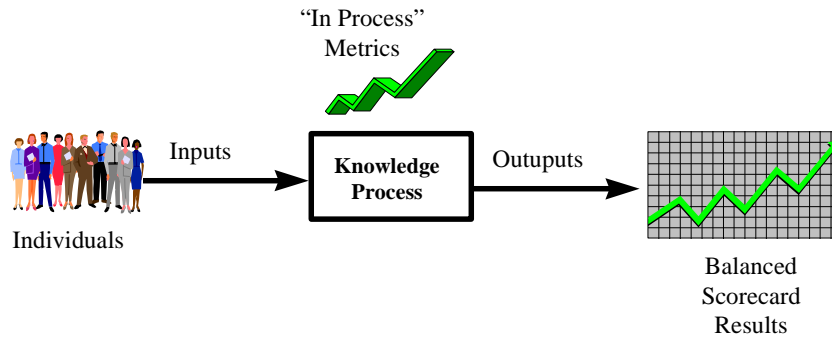 “In Process”
Metrics
Inputs
Knowledge
Process
Outuputs
Individuals
Balanced
Scorecard
Results